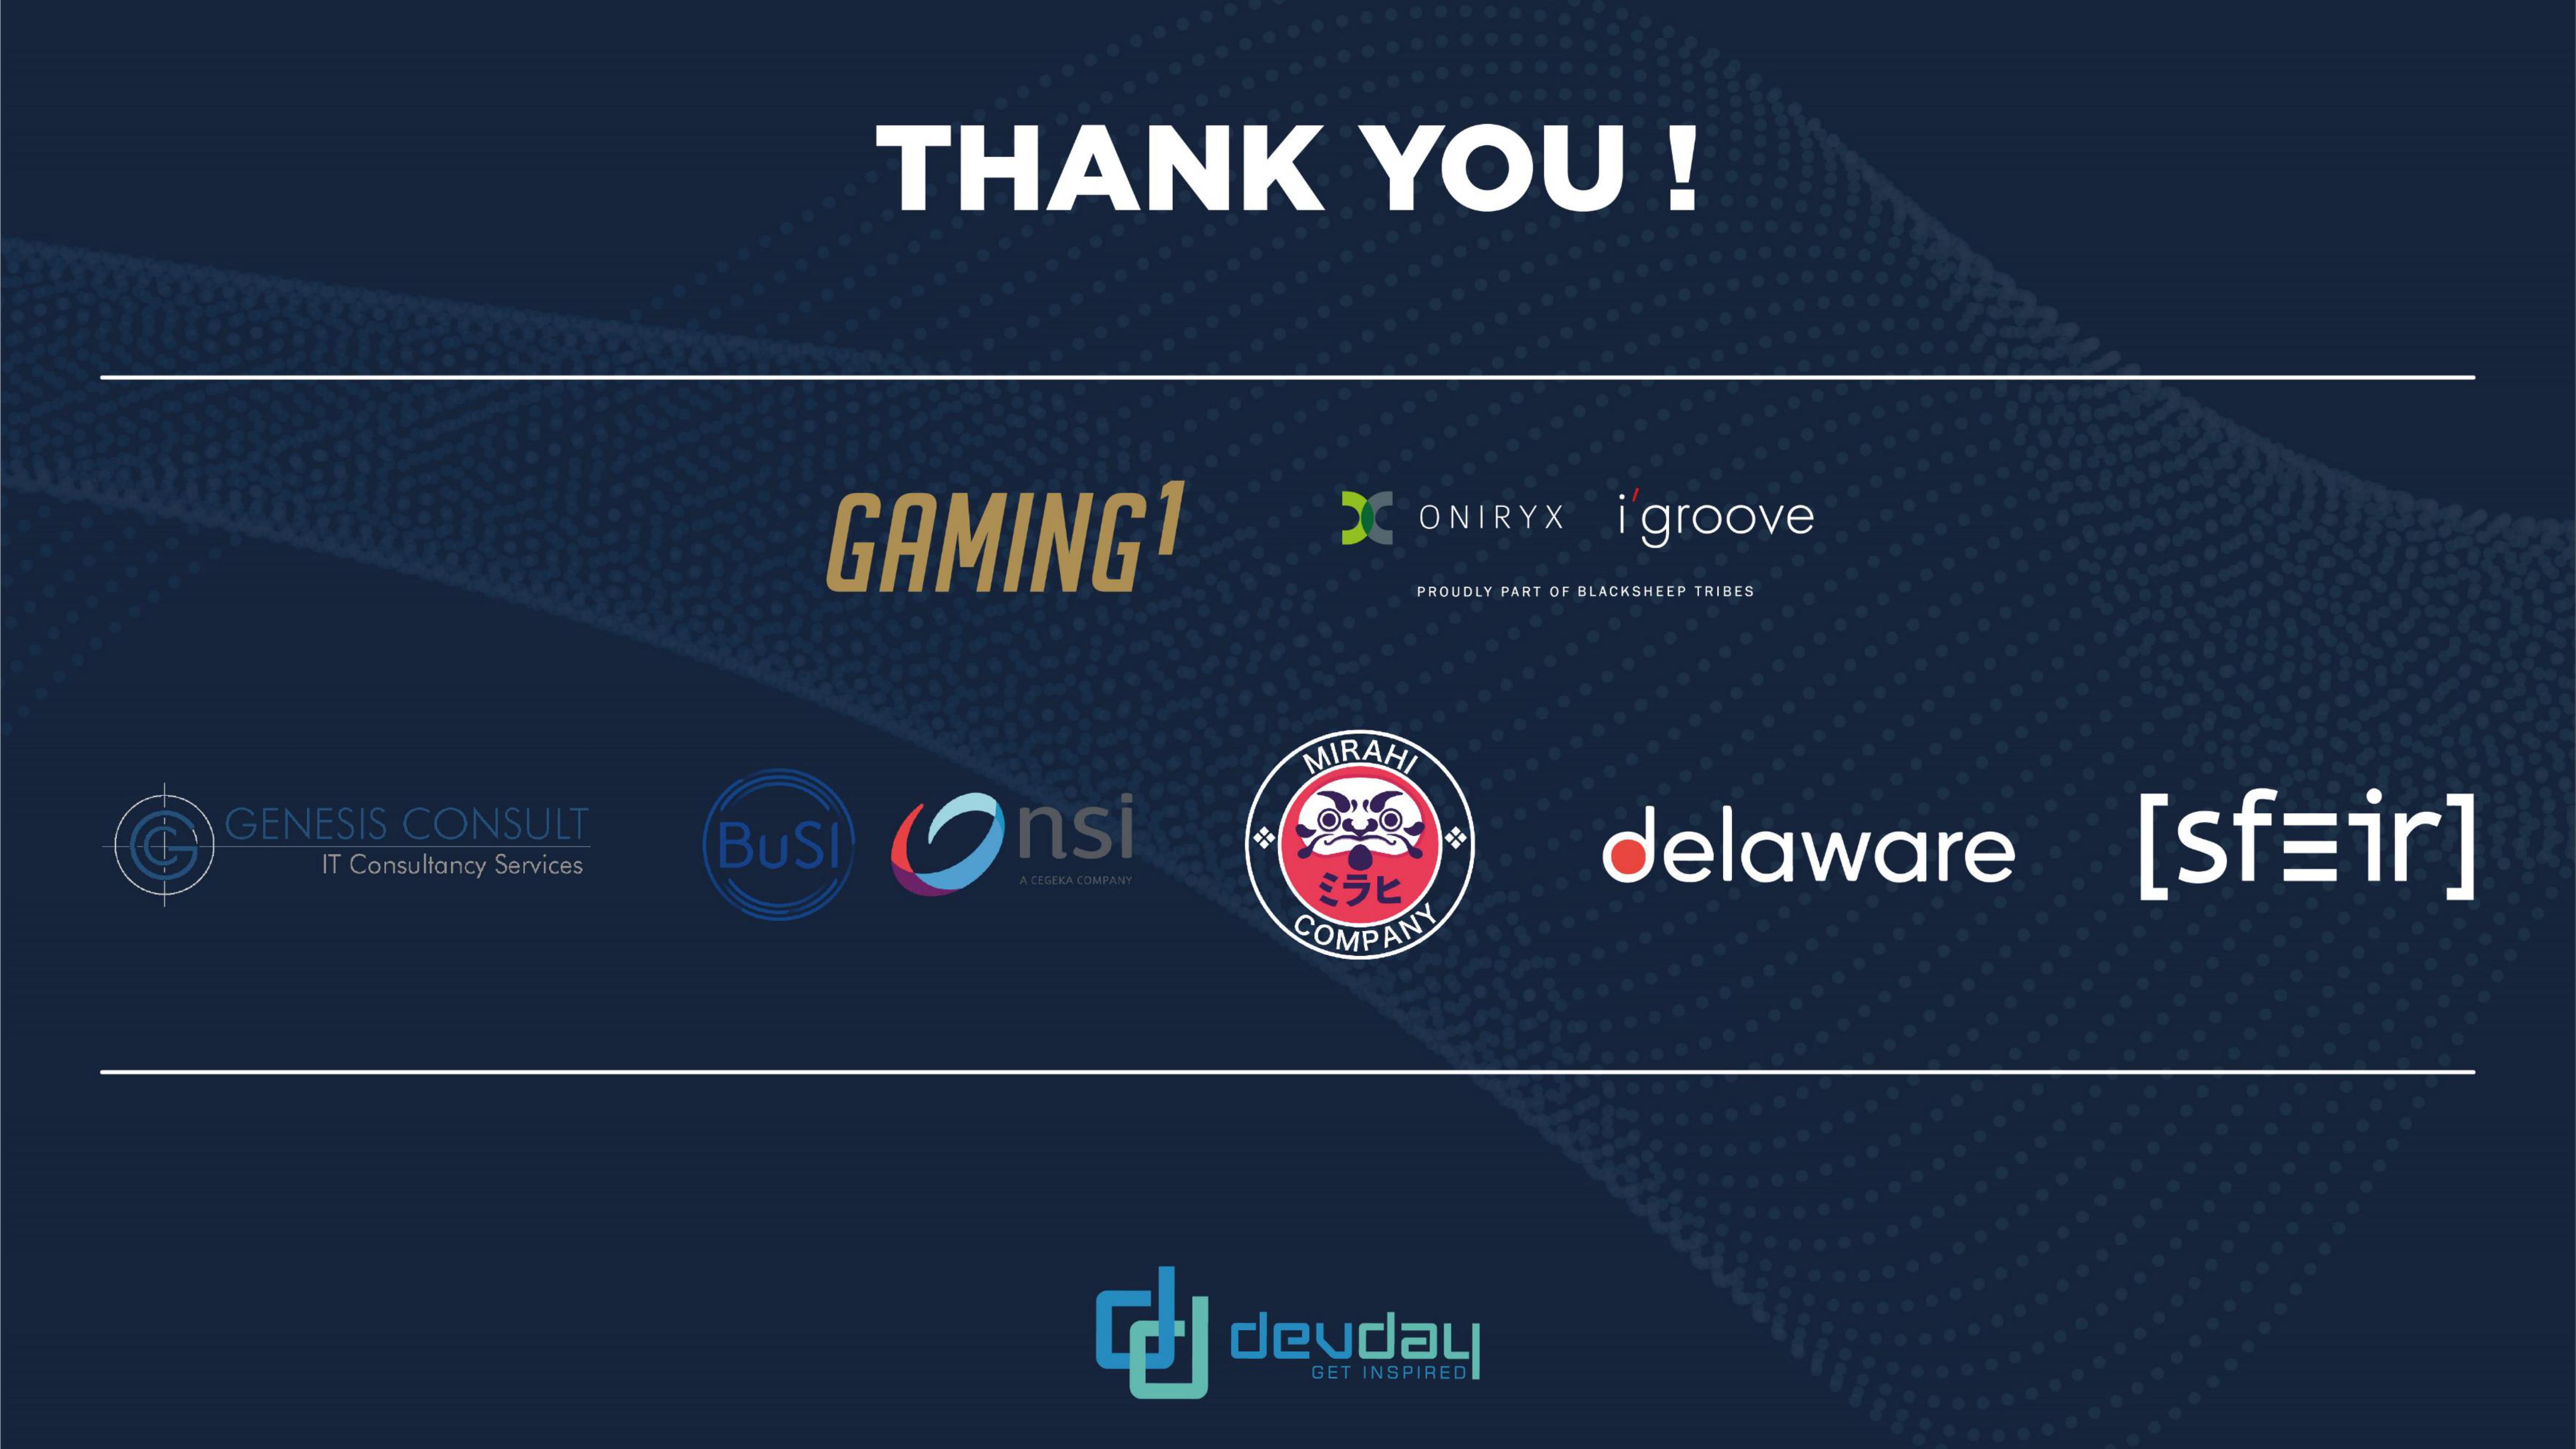 THANK YOU !
GAMING1
ONIRYX
i'groove
PROUDLY PART OF BLACKSHEEP TRIBES
G
GENESIS CONSULT
IT Consultancy Services
BuSI
nsi
A CEGEKA COMPANY
MIRAHI
ミラヒ
COMPANY
delaware
[sfeir]
devday
GET INSPIRED